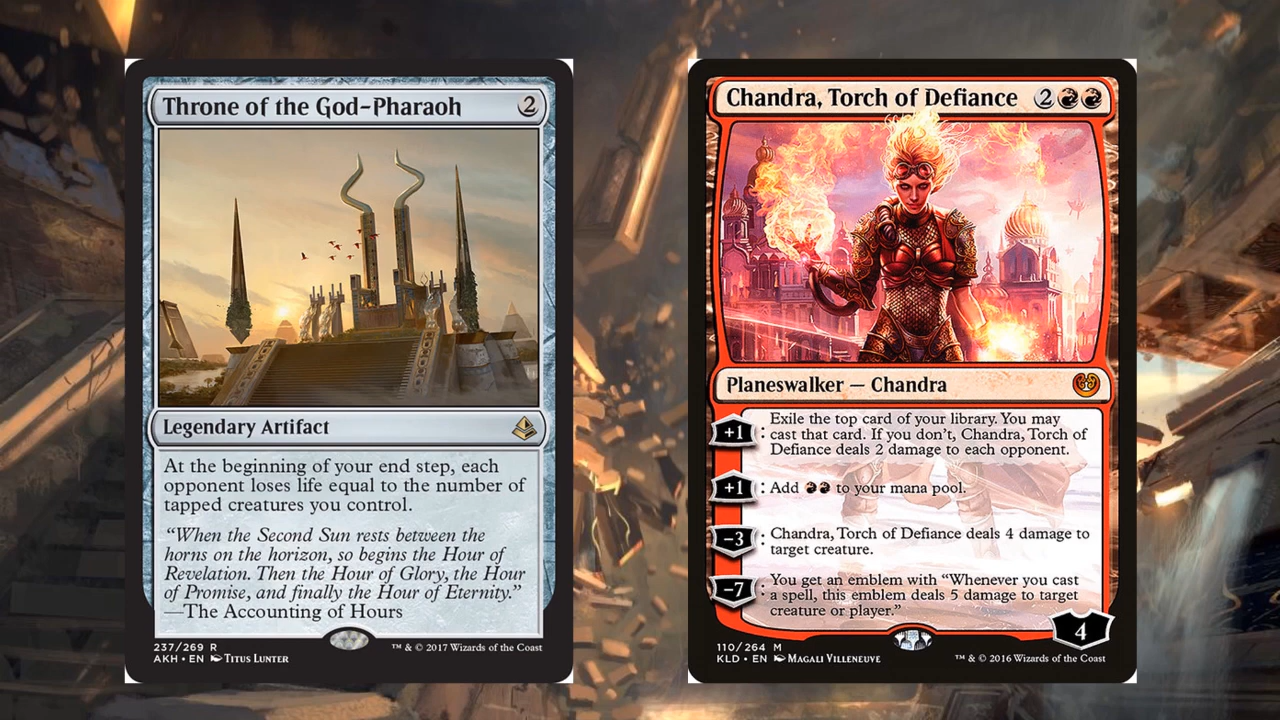 Throne of the God-Pharaoh 2
Legendary Artifact
At the beginning of your end step, each
opponent loses life equal to the number of
tapped creatures you control.
“When the Second Sun rests between the
horns on the horizon, so begins the Hour of
Revelation. Then the Hour of Glory, the Hour
of Promise, and finally the Hour of Eternity.”
—The Accounting of Hours
237/269 R
AKH • EN Titus Lunter
™ & © 2017 Wizards of the Coast
Chandra, Torch of Defiance 2
Planeswalker — Chandra
+1 : Exile the top card of your library. You may
cast that card. If you don’t, Chandra, Torch of
Defiance deals 2 damage to each opponent.
+1 : Add to your mana pool.
−3 : Chandra, Torch of Defiance deals 4 damage to
target creature.
−7 : You get an emblem with “Whenever you cast
a spell, this emblem deals 5 damage to target
creature or player.”
4
110/264 M
KLD • EN Magali Villeneuve
™ & © 2016 Wizards of the Coast